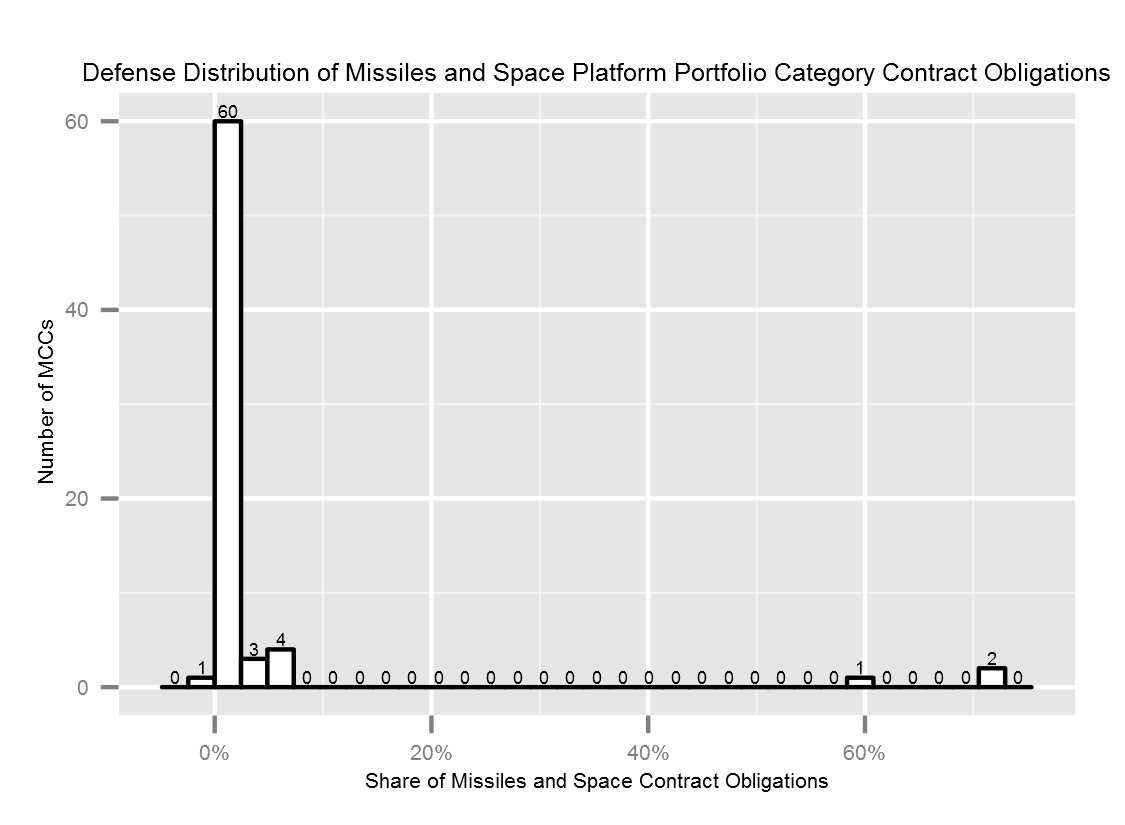 Defense Distribution of Missiles and Space Platform Portfolio Category Contract Obligations
60
60
40
Number of MCCs
20
0 1 3 4 0 0 0 0 0 0 0 0 0 0 0 0 0 0 0 0 0 0 0 0 0 1 0 0 0 0 2 0
0
0% 20% 40% 60%
Share of Missiles and Space Contract Obligations